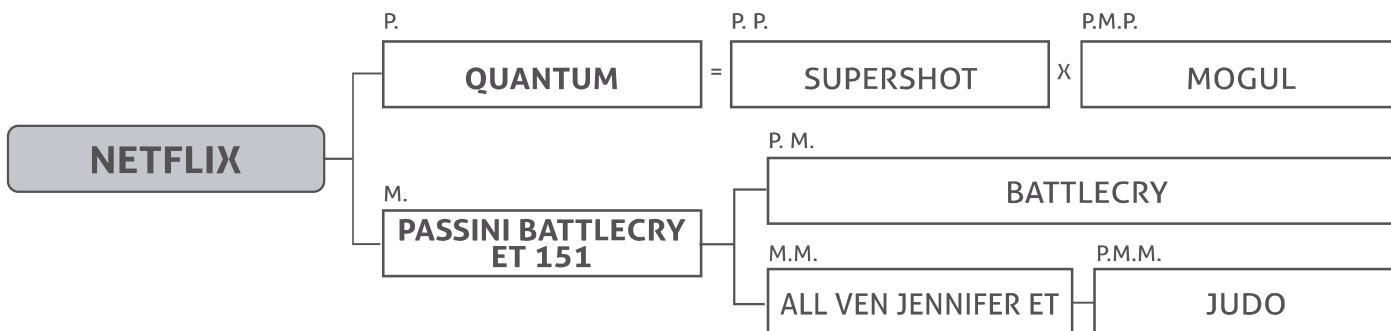 P.
P. P.
P.M.P.
QUANTUM
=
SUPERSHOT
X
MOGUL
NETFLIX
P. M.
BATTLECRY
M.
PASSINI BATTLECRY
ET 151
M.M.
P.M.M.
ALL VEN JENNIFER ET
JUDO